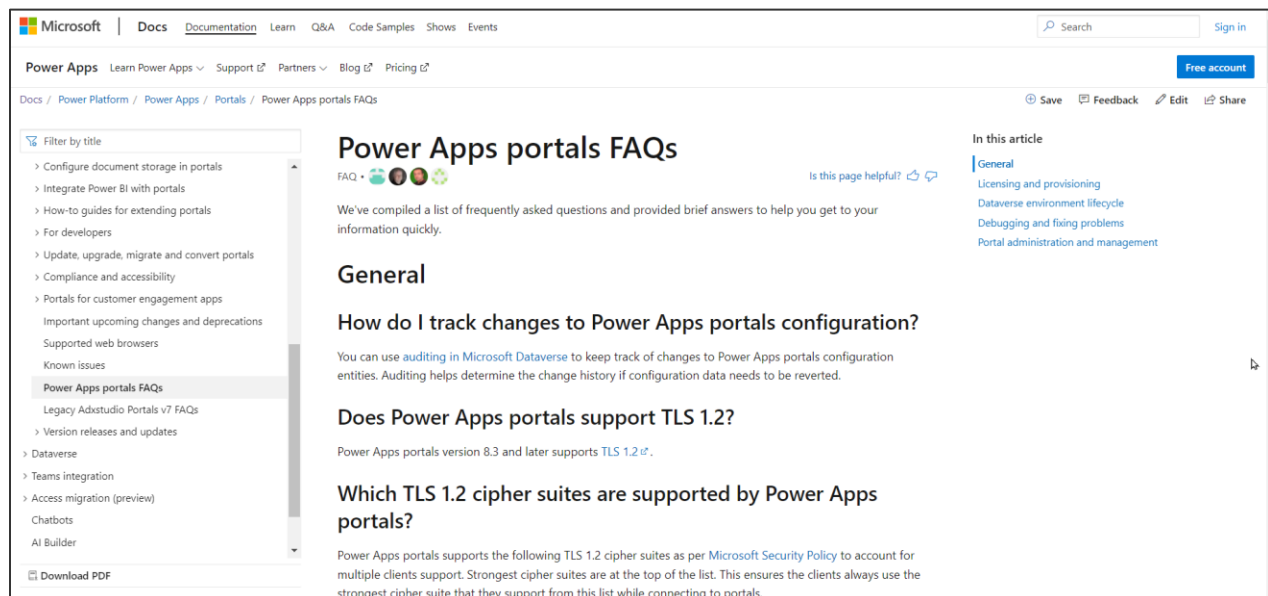 Microsoft
Docs Documentation Learn Q&A Code Samples Shows Events
Search
Sign in
Power Apps Learn Power Apps Support Partners Blog Pricing
Free account
Docs / Power Platform / Power Apps / Portals / Power Apps portals FAQs
Save Feedback Edit Share
Filter by title
> Configure document storage in portals
> Integrate Power BI with portals
> How-to guides for extending portals
> For developers
> Update, upgrade, migrate and convert portals
> Compliance and accessibility
> Portals for customer engagement apps
Important upcoming changes and deprecations
Supported web browsers
Known issues
Power Apps portals FAQs
Legacy Adxstudio Portals v7 FAQs
> Version releases and updates
> Dataverse
> Teams integration
> Access migration (preview)
Chatbots
AI Builder
Download PDF
Power Apps portals FAQs
FAQ •
Is this page helpful?
We've compiled a list of frequently asked questions and provided brief answers to help you get to your
information quickly.
General
How do I track changes to Power Apps portals configuration?
You can use auditing in Microsoft Dataverse to keep track of changes to Power Apps portals configuration
entities. Auditing helps determine the change history if configuration data needs to be reverted.
Does Power Apps portals support TLS 1.2?
Power Apps portals version 8.3 and later supports TLS 1.2 .
Which TLS 1.2 cipher suites are supported by Power Apps
portals?
Power Apps portals supports the following TLS 1.2 cipher suites as per Microsoft Security Policy to account for
multiple clients support. Strongest cipher suites are at the top of the list. This ensures the clients always use the
strongest cipher suite that they support from this list while connecting to portals.
In this article
General
Licensing and provisioning
Dataverse environment lifecycle
Debugging and fixing problems
Portal administration and management